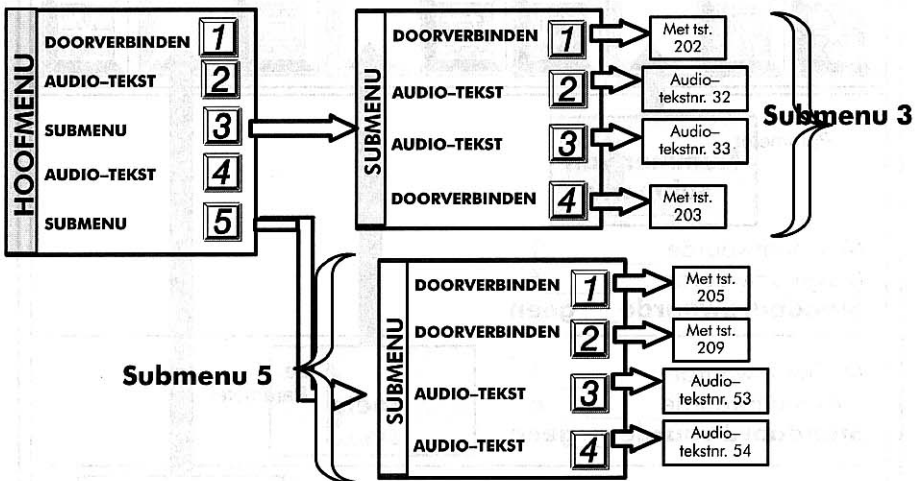 HOOFMENU
DOORVERBINDEN 1
AUDIO–TEKST 2
SUBMENU 3
AUDIO–TEKST 4
SUBMENU 5
SUBMENU
DOORVERBINDEN 1
Met tst.
202
AUDIO–TEKST 2
Audio–
tekstnr. 32
AUDIO–TEKST 3
Audio–
tekstnr. 33
DOORVERBINDEN 4
Met tst.
203
Submenu 3
Submenu 5
SUBMENU
DOORVERBINDEN 1
Met tst.
205
DOORVERBINDEN 2
Met tst.
209
AUDIO–TEKST 3
Audio–
tekstnr. 53
AUDIO–TEKST 4
Audio–
tekstnr. 54